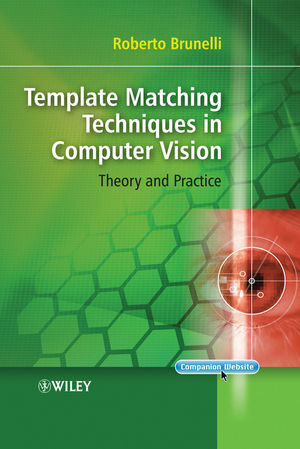 Roberto Brunelli
Template Matching
Techniques in
Computer Vision
Theory and Practice
Companion Website
WILEY